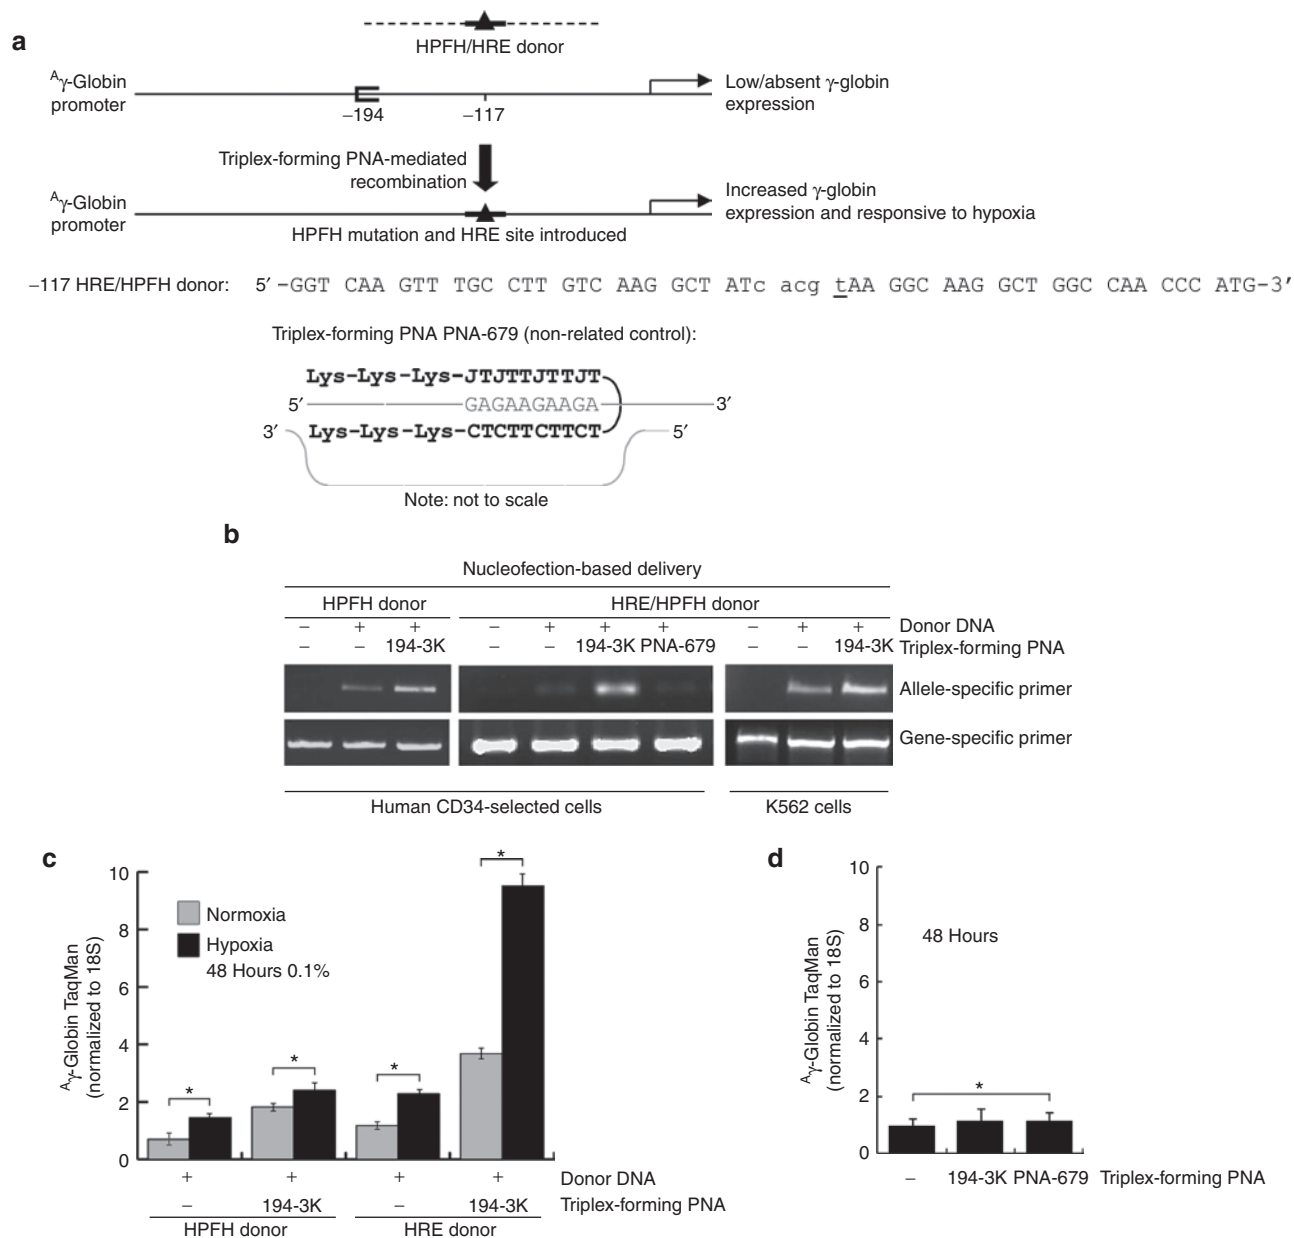 a
HPFH/HRE donor
Aγ-Globin
promoter
Low/absent γ-globin
expression
−194
−117
Triplex-forming PNA-mediated
recombination
Aγ-Globin
promoter
Increased γ-globin
expression and responsive to hypoxia
HPFH mutation and HRE site introduced
−117 HRE/HPFH donor: 5′-GGT CAA GTT TGC CTT GTC AAG GCT ATc acg tAA GGC AAG GCT GGC CAA CCC ATG-3′
Triplex-forming PNA PNA-679 (non-related control):
Lys-Lys-Lys-JTJTTJTTJT
5′ GAGAAGAAGA 3′
3′ Lys-Lys-Lys-CTCTTCTTCT 5′
Note: not to scale
b
Nucleofection-based delivery
HPFH donor HRE/HPFH donor
− + + − + + + − + + Donor DNA
− − 194-3K − − 194-3K PNA-679 − − 194-3K Triplex-forming PNA
Allele-specific primer
Gene-specific primer
Human CD34-selected cells K562 cells
c
Aγ-Globin TaqMan
(normalized to 18S)
10
8
6
4
2
0
Normoxia
Hypoxia
48 Hours 0.1%
* * * *
+ + + + Donor DNA
− 194-3K − 194-3K Triplex-forming PNA
HPFH donor HRE donor
d
Aγ-Globin TaqMan
(normalized to 18S)
10
8
6
4
2
0
48 Hours
*
− 194-3K PNA-679 Triplex-forming PNA